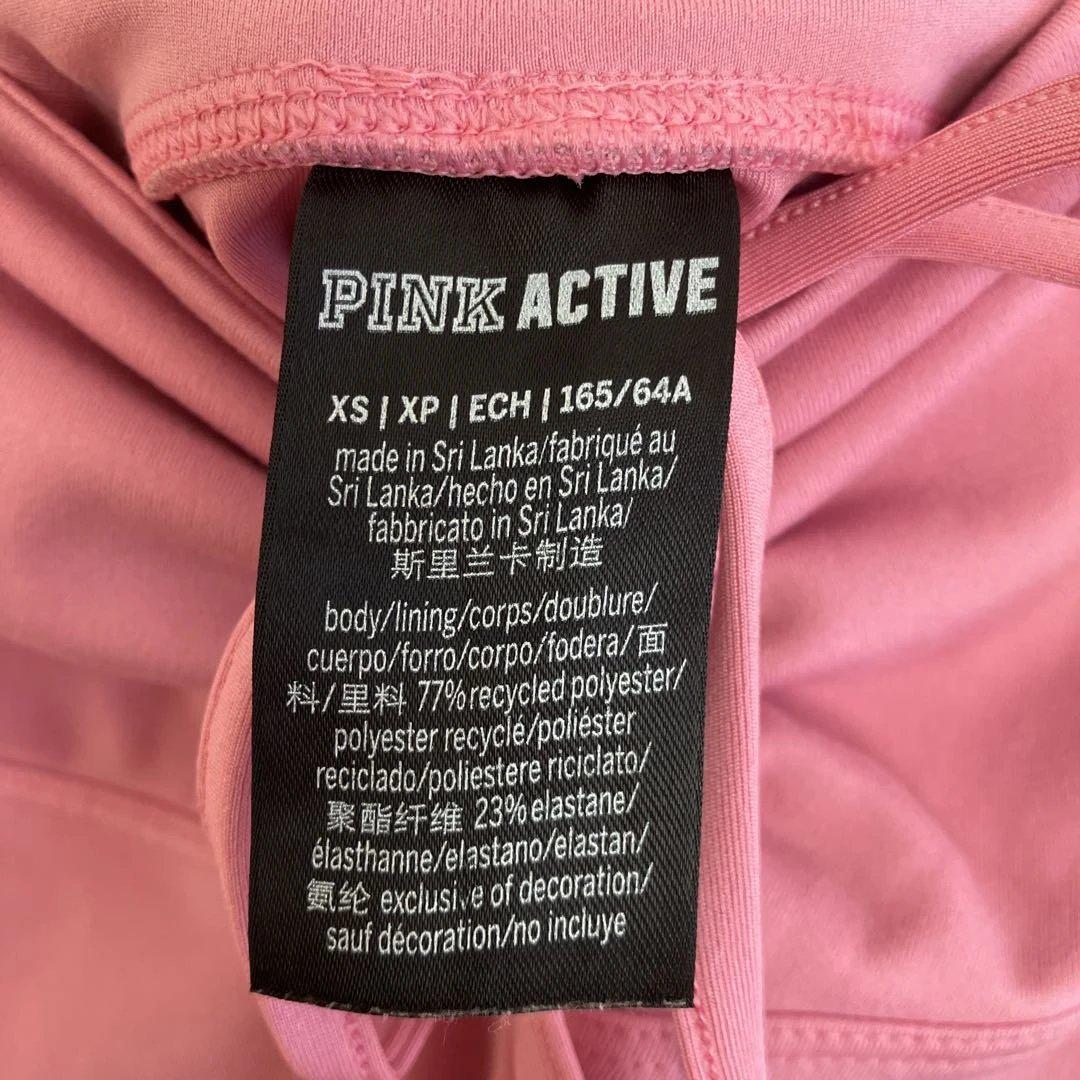 PINK ACTIVE
XS | XP | ECH | 165/64A
made in Sri Lanka/fabriqué au
Sri Lanka/hecho en Sri Lanka/
fabbricato in Sri Lanka/
斯里兰卡制造
body/lining/corps/doublure/
cuerpo/forro/corpo/fodera/面
料/里料 77% recycled polyester/
polyester recyclé/poliéster
reciclado/poliestere riciclato/
聚酯纤维 23% elastane/
élasthanne/elastano/elastan/
氨纶 exclusive of decoration/
sauf décoration/no incluye